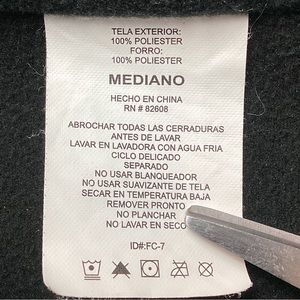 TELA EXTERIOR:
100% POLIESTER
FORRO:
100% POLIESTER
MEDIANO
HECHO EN CHINA
RN # 82608
ABROCHAR TODAS LAS CERRADURAS
ANTES DE LAVAR
LAVAR EN LAVADORA CON AGUA FRIA
CICLO DELICADO
SEPARADO
NO USAR BLANQUEADOR
NO USAR SUAVIZANTE DE TELA
SECAR EN TEMPERATURA BAJA
REMOVER PRONTO
NO PLANCHAR
NO LAVAR EN SECO
ID#:FC-7